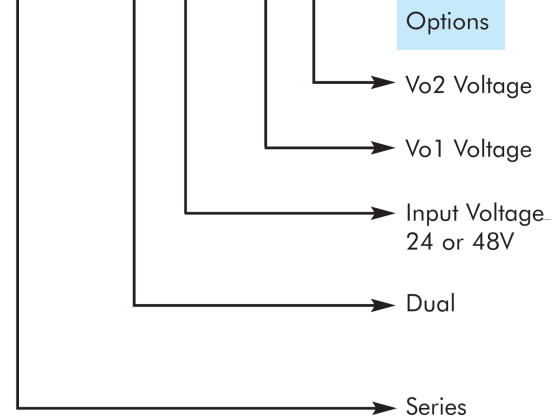 Options
Vo2 Voltage
Vo1 Voltage
Input Voltage
24 or 48V
Dual
Series